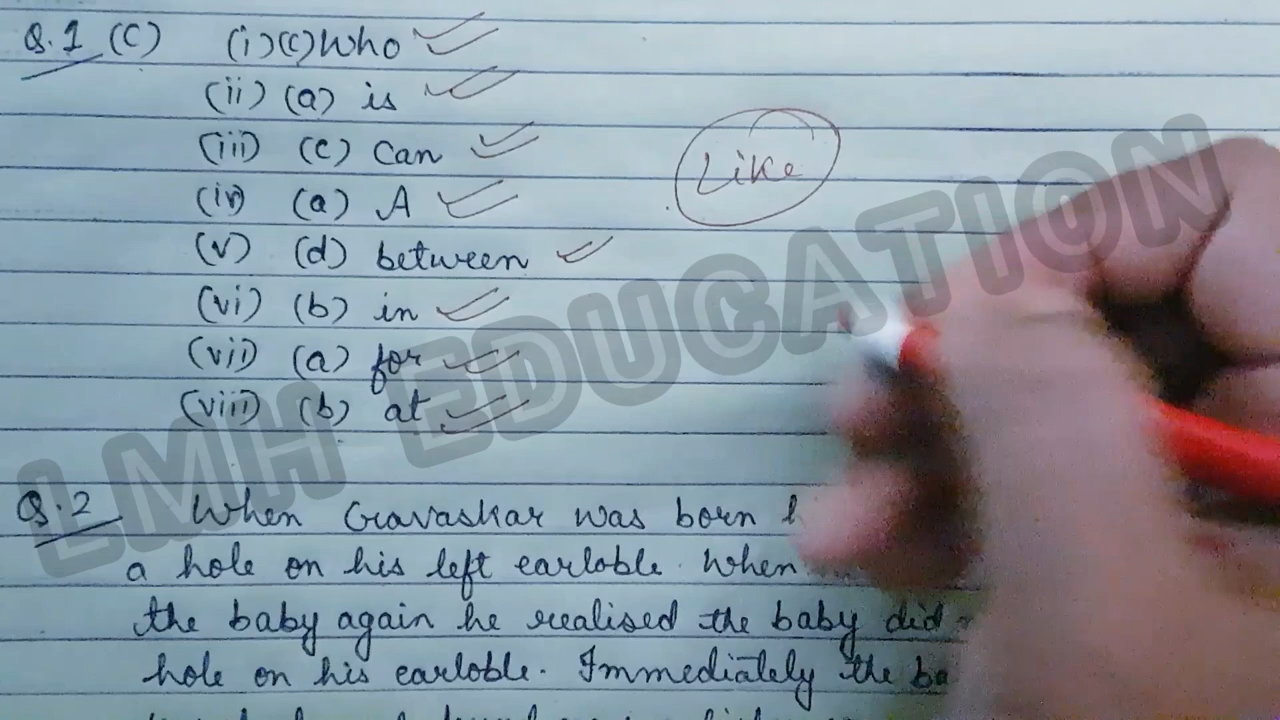 Q.1 (C) (i) (c) Who
(ii) (a) is
(iii) (c) Can
Like
(iv) (a) A
(v) (d) between
(vi) (b) in
(vii) (a) for
(viii) (b) at
LMH EDUCATION
Q.2 When Gavaskar was born h
a hole on his left earloble. When
the baby again he realised the baby did
hole on his earloble. Immediately the ba